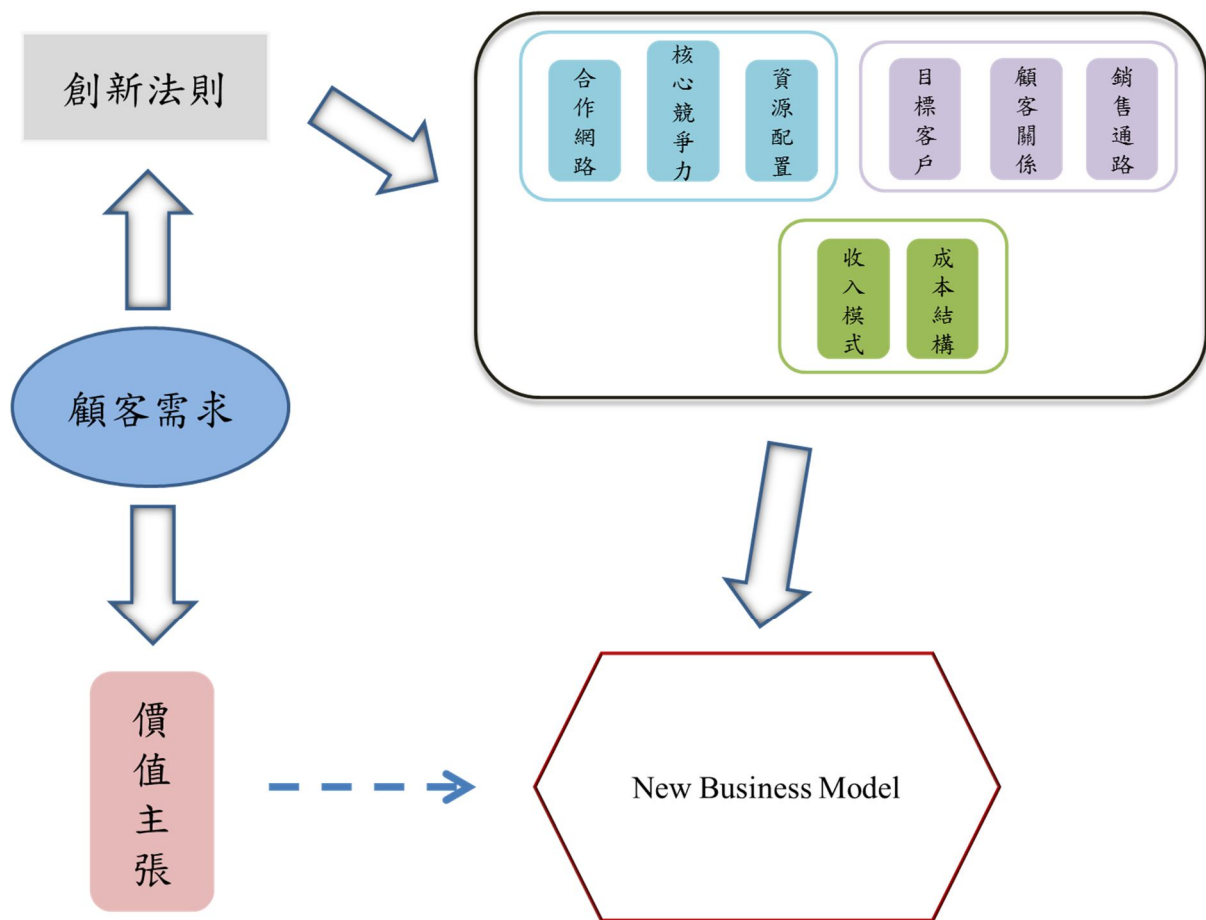 創新法則
合作網路
核心競爭力
資源配置
目標客戶
顧客關係
銷售通路
收入模式
成本結構
顧客需求
價值主張
New Business Model